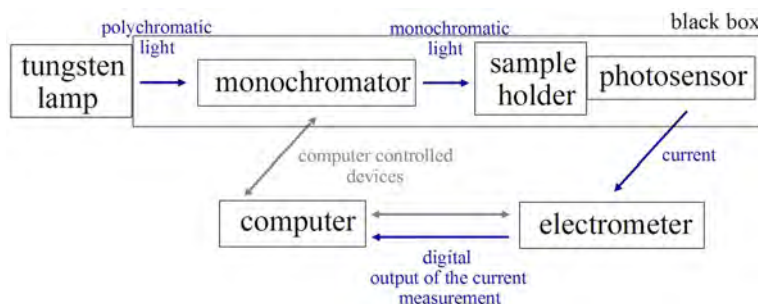 black box
polychromatic
light
monochromatic
light
tungsten
lamp
monochromator
sample
holder
photosensor
computer controlled
devices
current
computer
electrometer
digital
output of the current
measurement